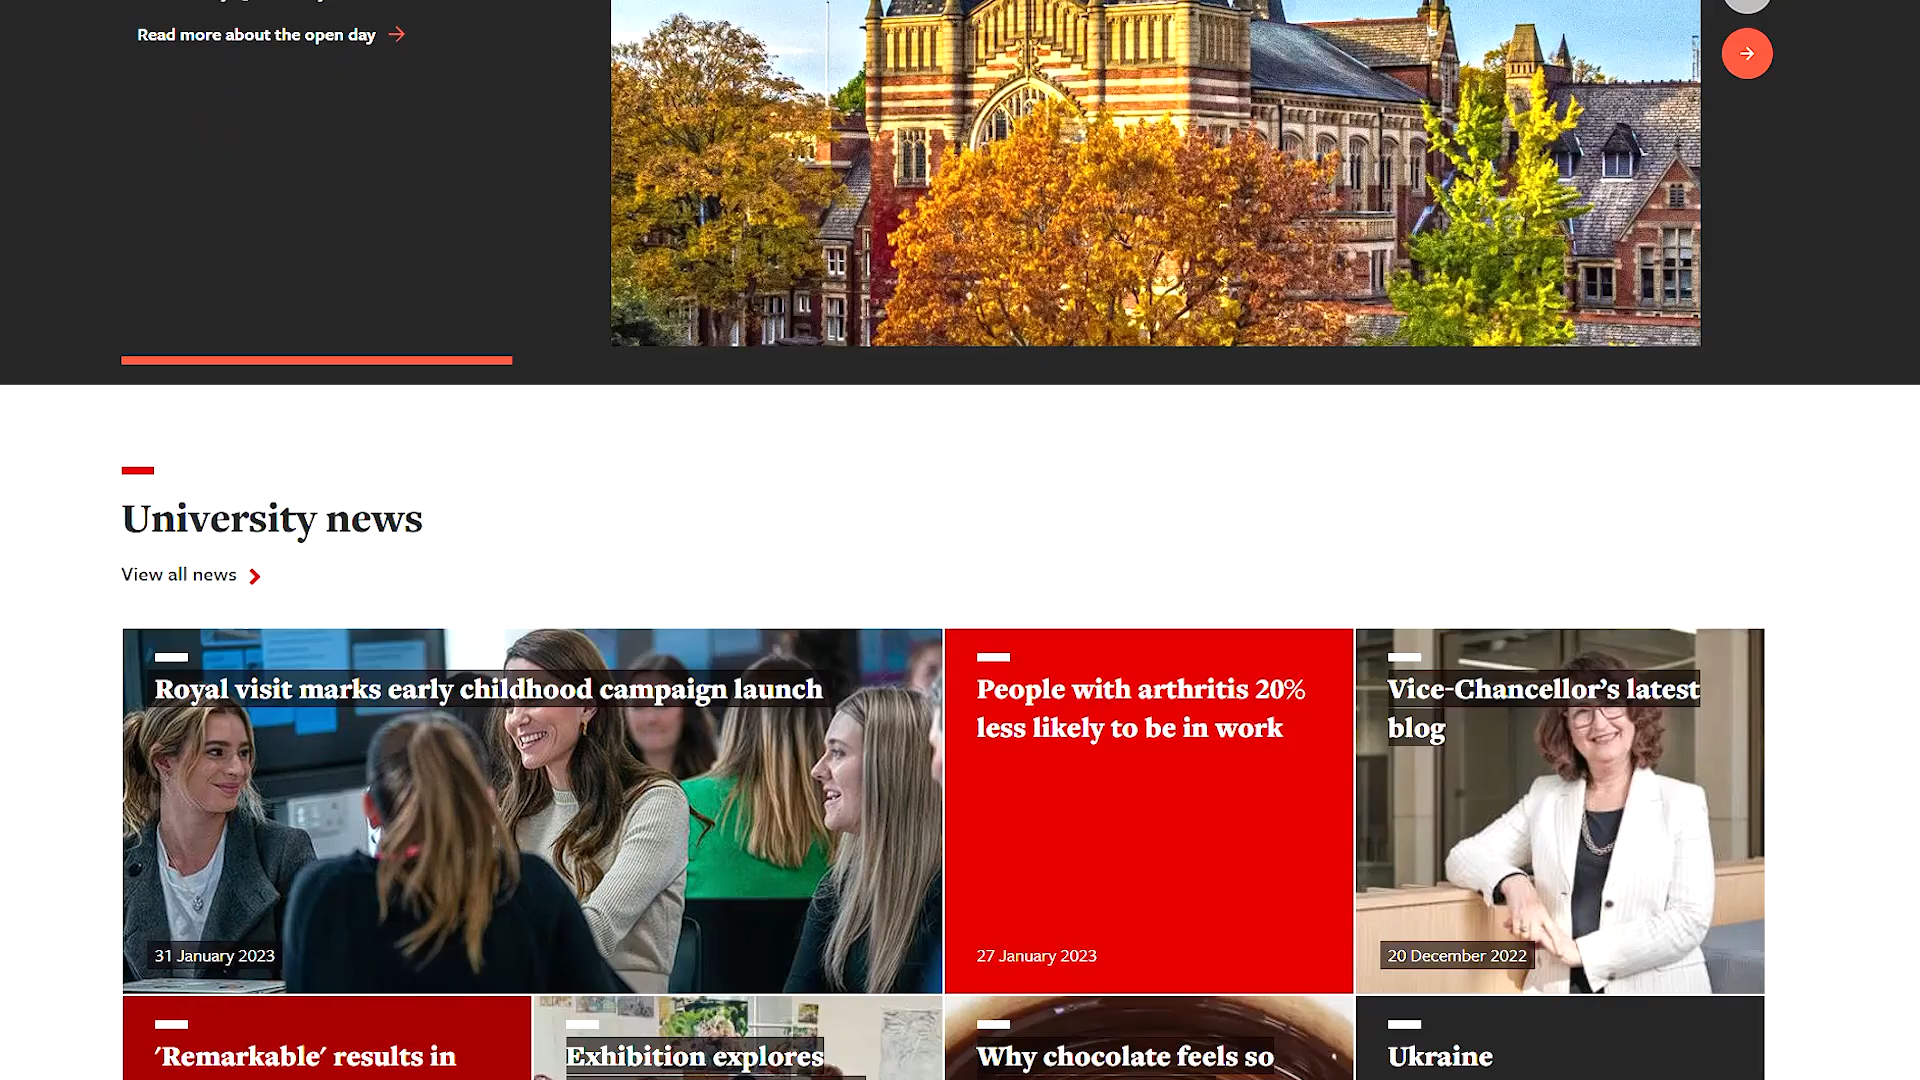 Read more about the open day
University news
View all news
Royal visit marks early childhood campaign launch
31 January 2023
People with arthritis 20%
less likely to be in work
27 January 2023
Vice-Chancellor’s latest
blog
20 December 2022
'Remarkable' results in
Exhibition explores
Why chocolate feels so
Ukraine